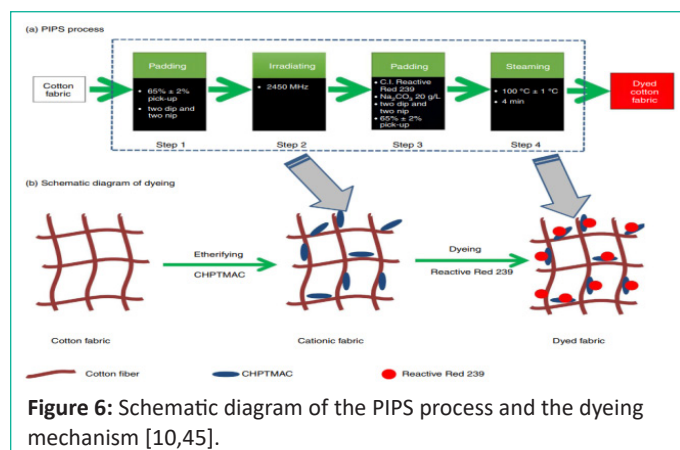 (a) PIPS process
Cotton
fabric
Padding
• 65% ± 2%
pick-up
• two dip and
two nip
Step 1
Irradiating
• 2450 MHz
Step 2
Padding
• C.I. Reactive
Red 239
• Na₂CO₃ 20 g/L
• two dip and
two nip
• 65% ± 2%
pick-up
Step 3
Steaming
• 100 °C ± 1 °C
• 4 min
Step 4
Dyed
cotton
fabric
(b) Schematic diagram of dyeing
Etherifying
CHPTMAC
Dyeing
Reactive Red 239
Cotton fabric
Cationic fabric
Dyed fabric
Cotton fiber
CHPTMAC
Reactive Red 239
Figure 6: Schematic diagram of the PIPS process and the dyeing
mechanism [10,45].